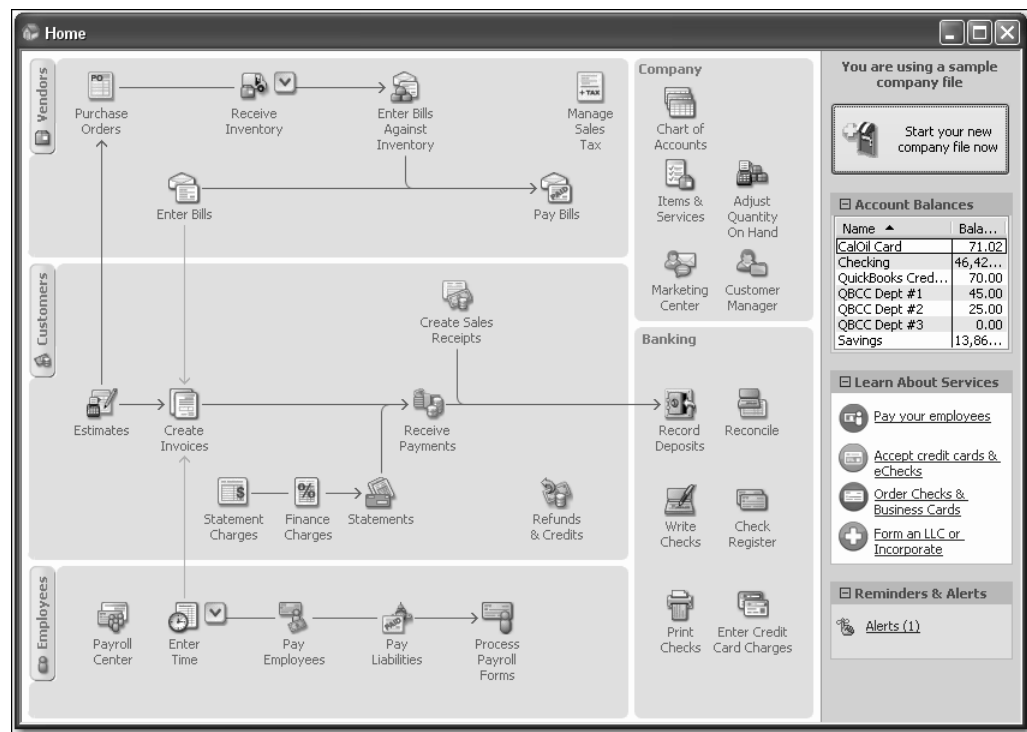 Home
Vendors
PO
Purchase
Orders
Receive
Inventory
Enter Bills
Against
Inventory
+ TAX
Manage
Sales
Tax
Enter Bills
PAID
Pay Bills
Customers
Create Sales
Receipts
Estimates
Create
Invoices
Receive
Payments
$
Statement
Charges
%
Finance
Charges
Statements
Refunds
& Credits
Employees
Payroll
Center
Enter
Time
Pay
Employees
PAID
Pay
Liabilities
Process
Payroll
Forms
Company
Chart of
Accounts
Items &
Services
Adjust
Quantity
On Hand
Marketing
Center
Customer
Manager
Banking
Record
Deposits
Reconcile
Write
Checks
Check
Register
Print
Checks
Enter Credit
Card Charges
You are using a sample
company file
Start your new
company file now
Account Balances
Name Bala...
CalOil Card 71.02
Checking 46,42...
QuickBooks Cred... 70.00
QBCC Dept #1 45.00
QBCC Dept #2 25.00
QBCC Dept #3 0.00
Savings 13,86...
Learn About Services
Pay your employees
Accept credit cards &
eChecks
Order Checks &
Business Cards
Form an LLC or
Incorporate
Reminders & Alerts
Alerts (1)